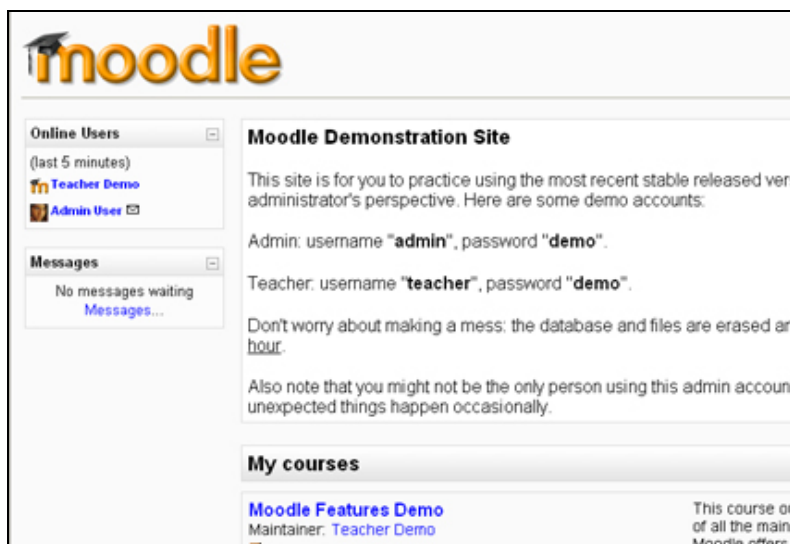 moodle
Online Users
(last 5 minutes)
Teacher Demo
Admin User
Messages
No messages waiting
Messages...
Moodle Demonstration Site
This site is for you to practice using the most recent stable released
administrator's perspective. Here are some demo accounts:
Admin: username "admin", password "demo".
Teacher: username "teacher", password "demo".
Don't worry about making a mess: the database and files are erased
hour.
Also note that you might not be the only person using this admin
unexpected things happen occasionally.
My courses
Moodle Features Demo
Maintainer: Teacher Demo
This course
of all the main
Moodle offers